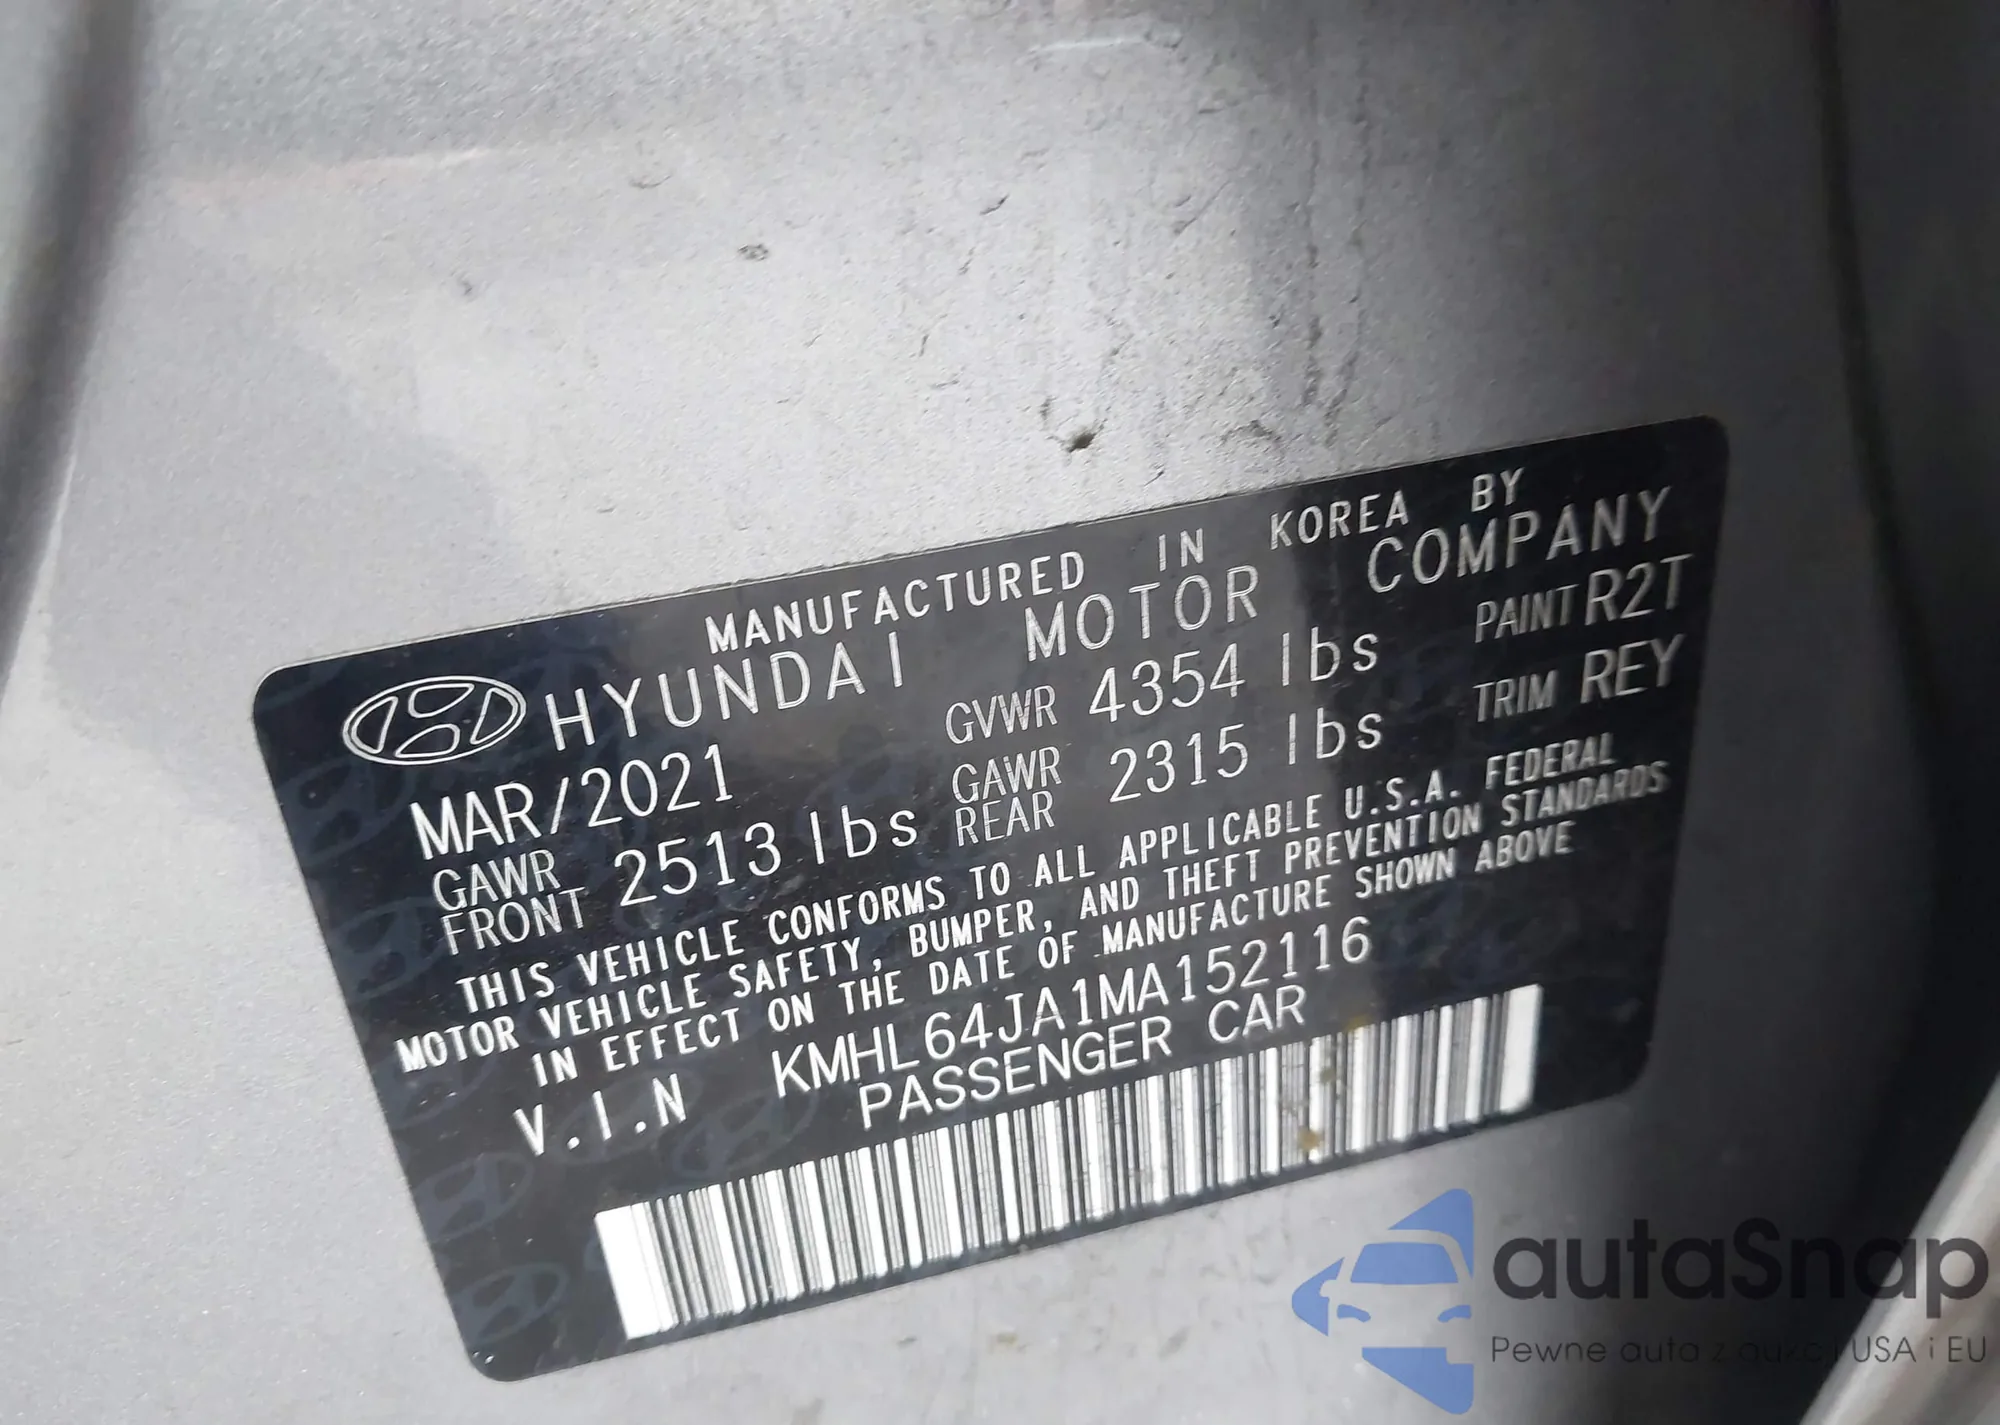 MANUFACTURED IN KOREA BY
HYUNDAI MOTOR COMPANY
MAR/2021 GVWR 4354 lbs PAINT R2T
GAWR FRONT 2513 lbs GAWR REAR 2315 lbs TRIM REY
THIS VEHICLE CONFORMS TO ALL APPLICABLE U.S.A. FEDERAL
MOTOR VEHICLE SAFETY, BUMPER, AND THEFT PREVENTION STANDARDS
IN EFFECT ON THE DATE OF MANUFACTURE SHOWN ABOVE
V.I.N KMHL64JA1MA152116
PASSENGER CAR
autaSnap
Pewne auta z aukcji USA i EU